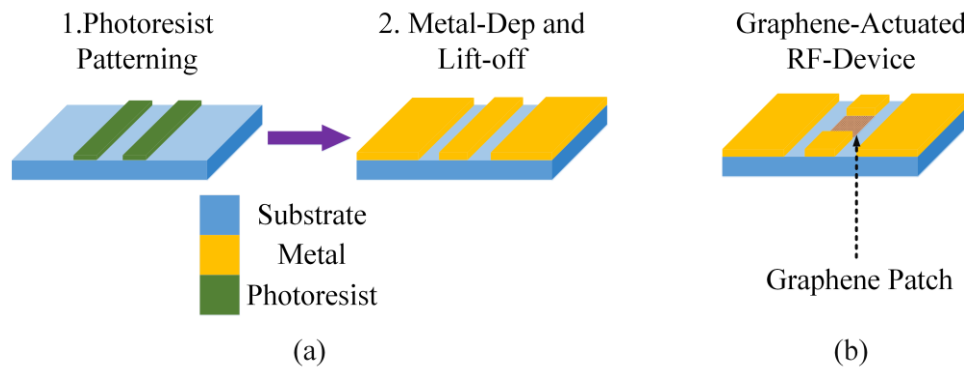 1.Photoresist
Patterning
2. Metal-Dep and
Lift-off
Graphene-Actuated
RF-Device
Substrate
Metal
Photoresist
Graphene Patch
(a)
(b)